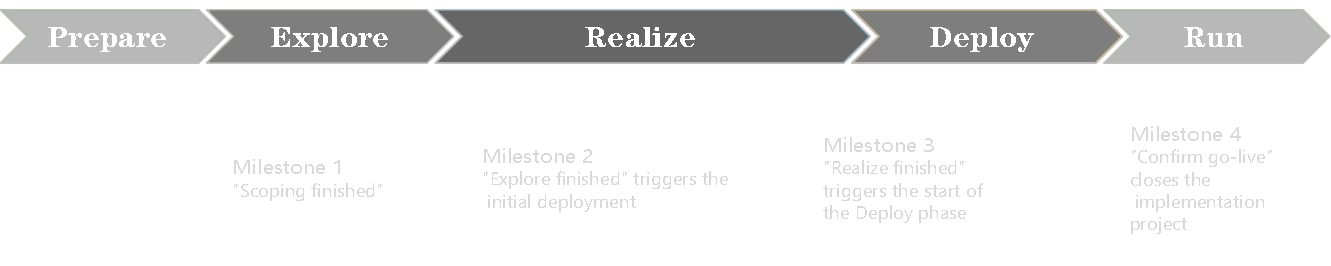 Prepare
Explore
Realize
Deploy
Run
Milestone 1
"Scoping finished"
Milestone 2
"Explore finished" triggers the
initial deployment
Milestone 3
"Realize finished"
triggers the start of
the Deploy phase
Milestone 4
"Confirm go-live"
closes the
implementation
project